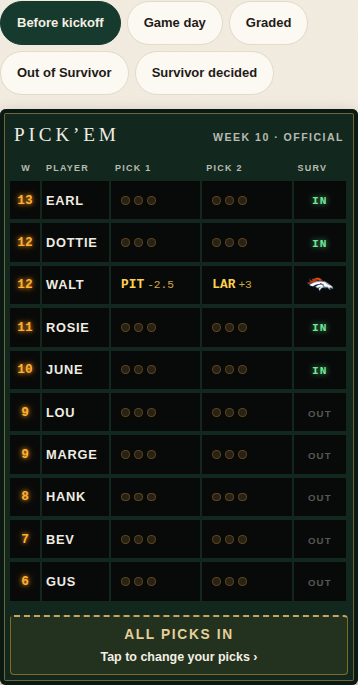 Before kickoff Game day Graded
Out of Survivor Survivor decided
PICK’EM WEEK 10 · OFFICIAL
W PLAYER PICK 1 PICK 2 SURV
13 EARL IN
12 DOTTIE IN
12 WALT PIT -2.5 LAR +3
11 ROSIE IN
10 JUNE IN
9 LOU OUT
9 MARGE OUT
8 HANK OUT
7 BEV OUT
6 GUS OUT
ALL PICKS IN
Tap to change your picks ›